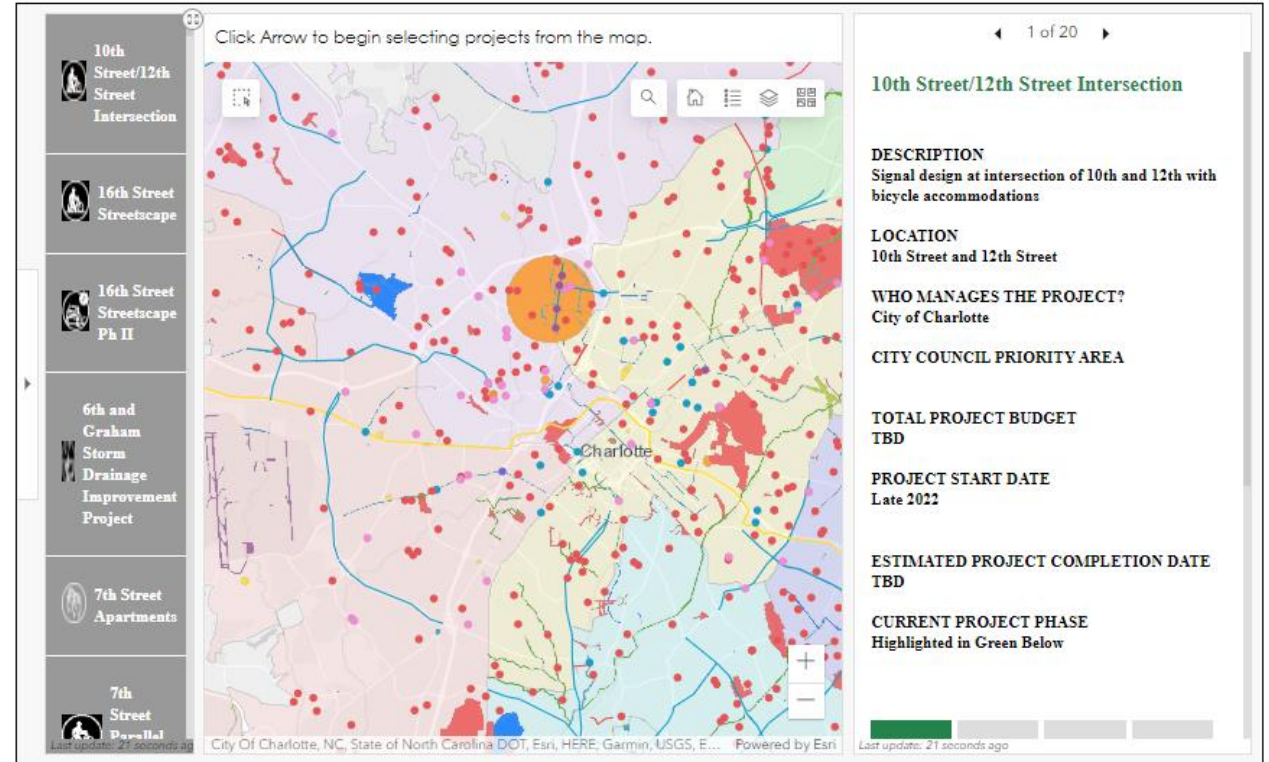 10th
Street/12th
Street
Intersection
16th Street
Streetscape
16th Street
Streetscape
Ph II
6th and
Graham
Storm
Drainage
Improvement
Project
7th Street
Apartments
7th
Street
Parallel
Last update: 21 seconds ag
Click Arrow to begin selecting projects from the map.
Charlotte
City Of Charlotte, NC, State of North Carolina DOT, Esri, HERE, Garmin, USGS, E... Powered by Esri
1 of 20
10th Street/12th Street Intersection
DESCRIPTION
Signal design at intersection of 10th and 12th with
bicycle accommodations
LOCATION
10th Street and 12th Street
WHO MANAGES THE PROJECT?
City of Charlotte
CITY COUNCIL PRIORITY AREA
TOTAL PROJECT BUDGET
TBD
PROJECT START DATE
Late 2022
ESTIMATED PROJECT COMPLETION DATE
TBD
CURRENT PROJECT PHASE
Highlighted in Green Below
Last update: 21 seconds ago